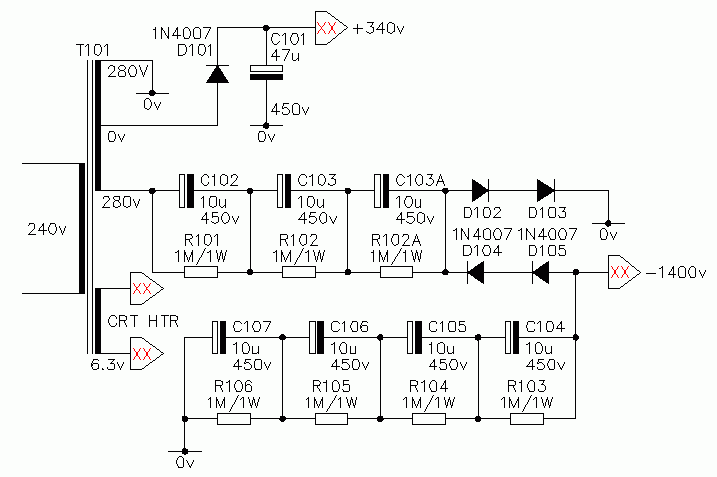 1N4007
D101
XX
+340v
T101
C101
47u
280V
0v
450v
0v
0v
240v
280v
C102
10u
450v
C103
10u
450v
C103A
10u
450v
D102
D103
0v
R101
1M/1W
R102
1M/1W
R102A
1M/1W
1N4007
D104
1N4007
D105
XX
-1400v
XX
CRT HTR
XX
6.3v
C107
10u
450v
C106
10u
450v
C105
10u
450v
C104
10u
450v
R106
1M/1W
R105
1M/1W
R104
1M/1W
R103
1M/1W
0v